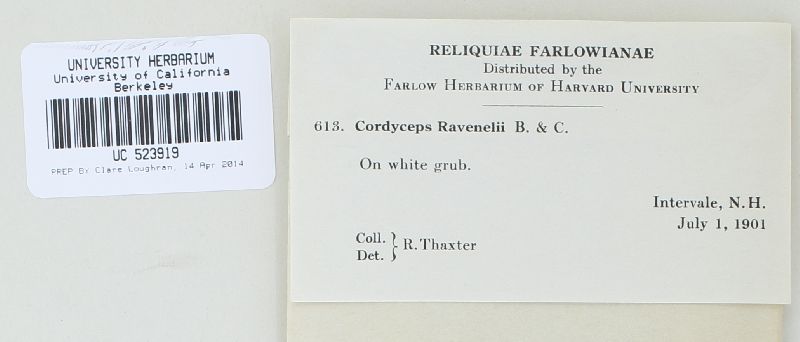 UNIVERSITY HERBARIUM
University of California
Berkeley
UC 523919
PREP BY Clare Loughran, 14 Apr 2014
RELIQUIAE FARLOWIANAE
Distributed by the
FARLOW HERBARIUM OF HARVARD UNIVERSITY
613. Cordyceps Ravenelii B. & C.
On white grub.
Intervale, N.H.
July 1, 1901
Coll.
Det. } R. Thaxter